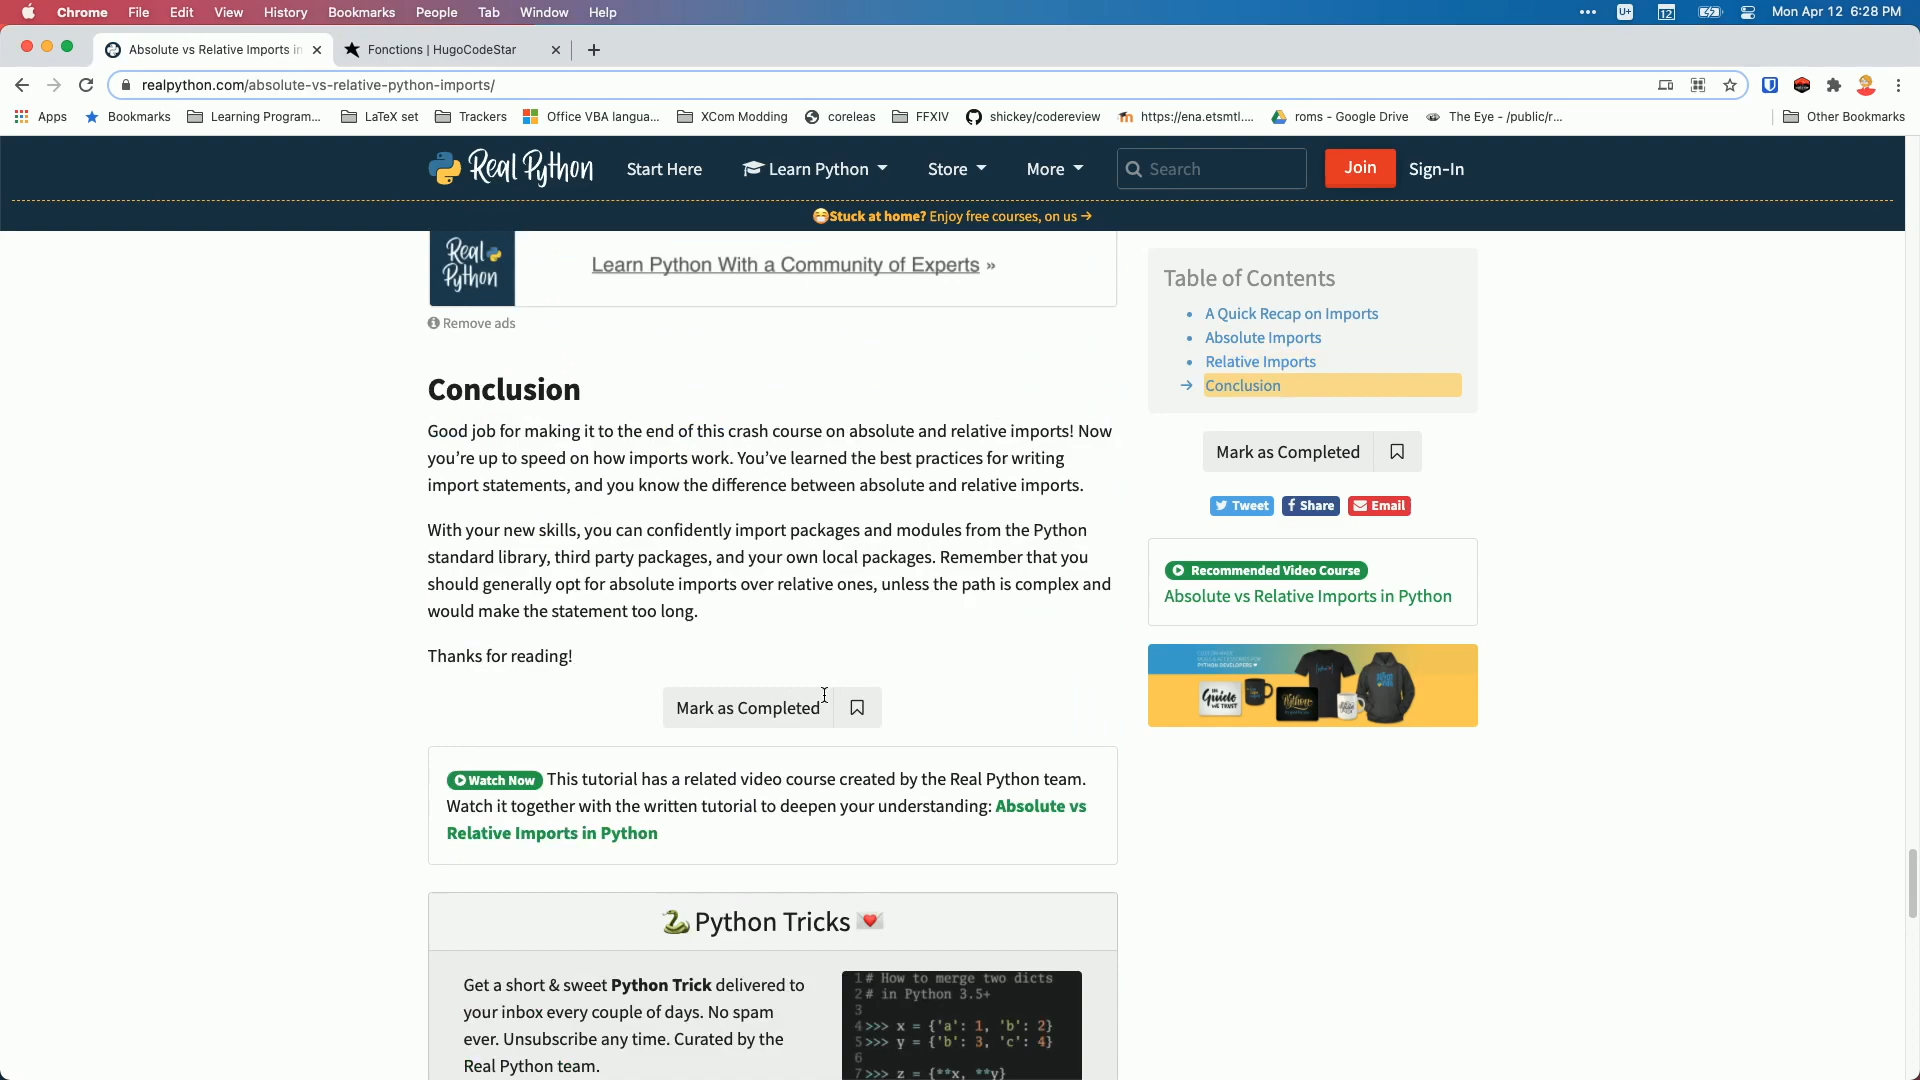 Chrome File Edit View History Bookmarks People Tab Window Help
U+ 12 Mon Apr 12 6:28 PM
Absolute vs Relative Imports in
Fonctions | HugoCodeStar
realpython.com/absolute-vs-relative-python-imports/
Apps Bookmarks Learning Program... LaTeX set Trackers Office VBA langua... XCom Modding coreleas FFXIV shickey/codereview https://ena.etsmtl.... roms - Google Drive The Eye - /public/r... Other Bookmarks
Real Python Start Here Learn Python Store More Search Join Sign-In
Stuck at home? Enjoy free courses, on us →
Real Python
Learn Python With a Community of Experts »
Remove ads
Conclusion
Good job for making it to the end of this crash course on absolute and relative imports! Now
you’re up to speed on how imports work. You’ve learned the best practices for writing
import statements, and you know the difference between absolute and relative imports.
With your new skills, you can confidently import packages and modules from the Python
standard library, third party packages, and your own local packages. Remember that you
should generally opt for absolute imports over relative ones, unless the path is complex and
would make the statement too long.
Thanks for reading!
Mark as Completed
Watch Now This tutorial has a related video course created by the Real Python team.
Watch it together with the written tutorial to deepen your understanding: Absolute vs
Relative Imports in Python
🐍 Python Tricks 💌
Get a short & sweet Python Trick delivered to
your inbox every couple of days. No spam
ever. Unsubscribe any time. Curated by the
Real Python team.
1 # How to merge two dicts
2 # in Python 3.5+
3
4 >>> x = {'a': 1, 'b': 2}
5 >>> y = {'b': 3, 'c': 4}
6
7 >>> z = {**x, **y}
Table of Contents
• A Quick Recap on Imports
• Absolute Imports
• Relative Imports
→ Conclusion
Mark as Completed
Tweet Share Email
Recommended Video Course
Absolute vs Relative Imports in Python
PYTHON DEVELOPERS
Guido
WE TRUST
Python